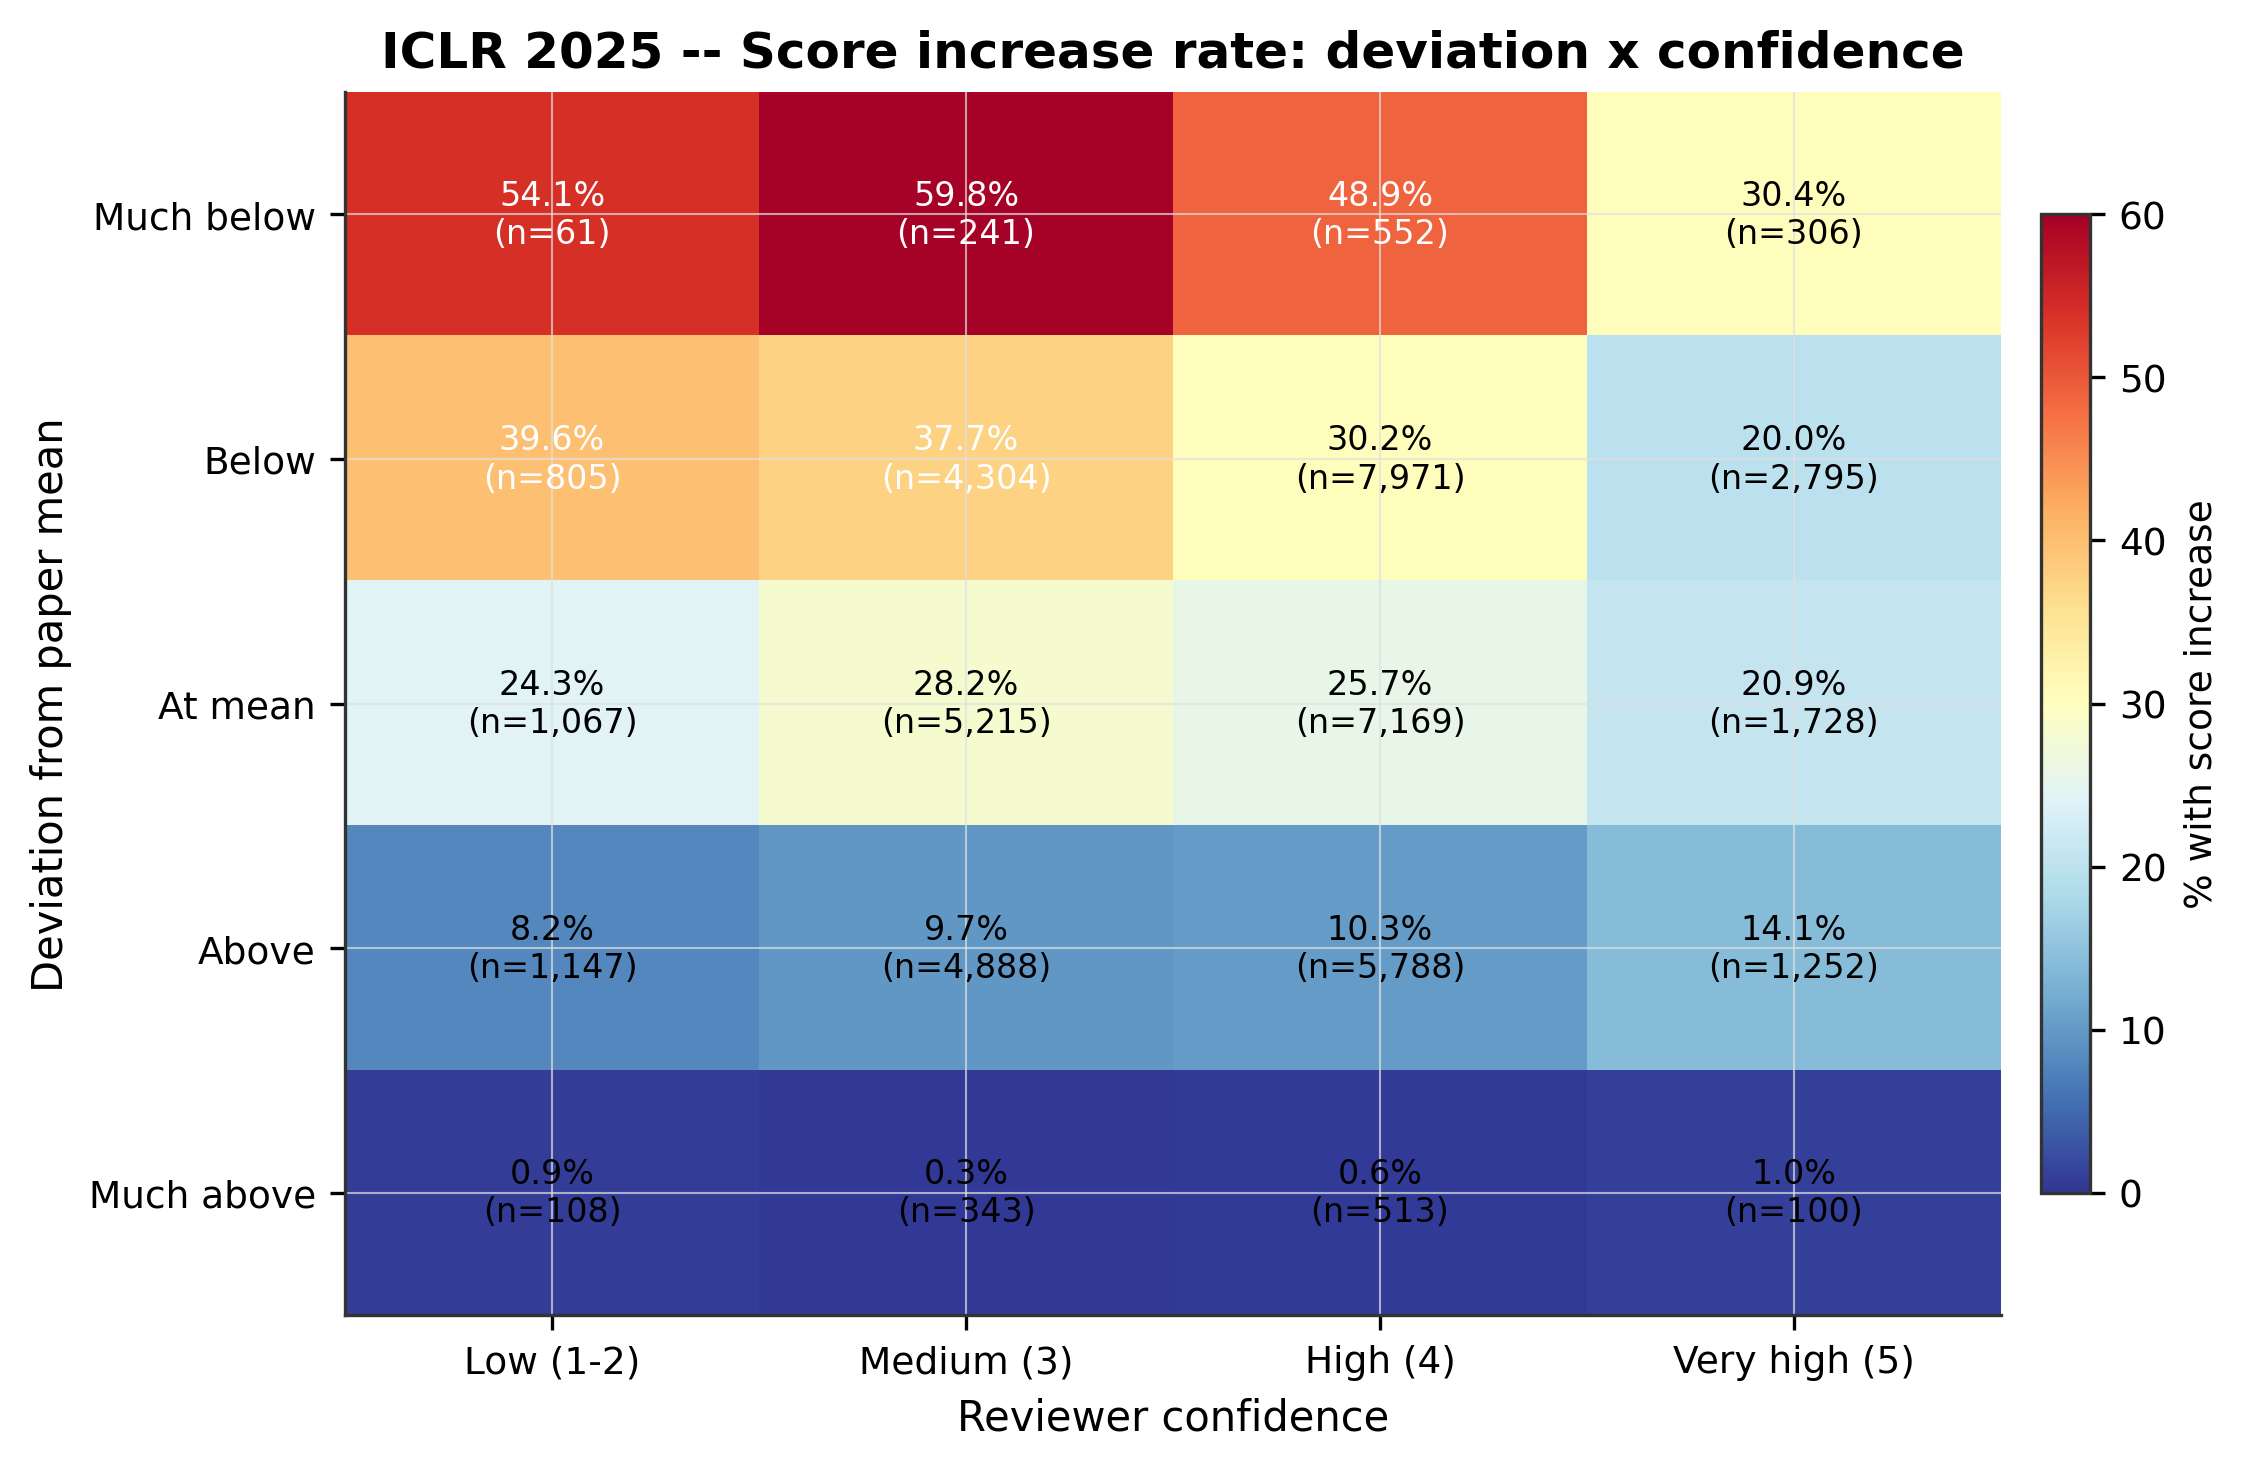 ICLR 2025 -- Score increase rate: deviation x confidence
Deviation from paper mean
Much below
54.1%
(n=61)
59.8%
(n=241)
48.9%
(n=552)
30.4%
(n=306)
Below
39.6%
(n=805)
37.7%
(n=4,304)
30.2%
(n=7,971)
20.0%
(n=2,795)
At mean
24.3%
(n=1,067)
28.2%
(n=5,215)
25.7%
(n=7,169)
20.9%
(n=1,728)
Above
8.2%
(n=1,147)
9.7%
(n=4,888)
10.3%
(n=5,788)
14.1%
(n=1,252)
Much above
0.9%
(n=108)
0.3%
(n=343)
0.6%
(n=513)
1.0%
(n=100)
Low (1-2)
Medium (3)
High (4)
Very high (5)
Reviewer confidence
60
50
40
30
20
10
0
% with score increase